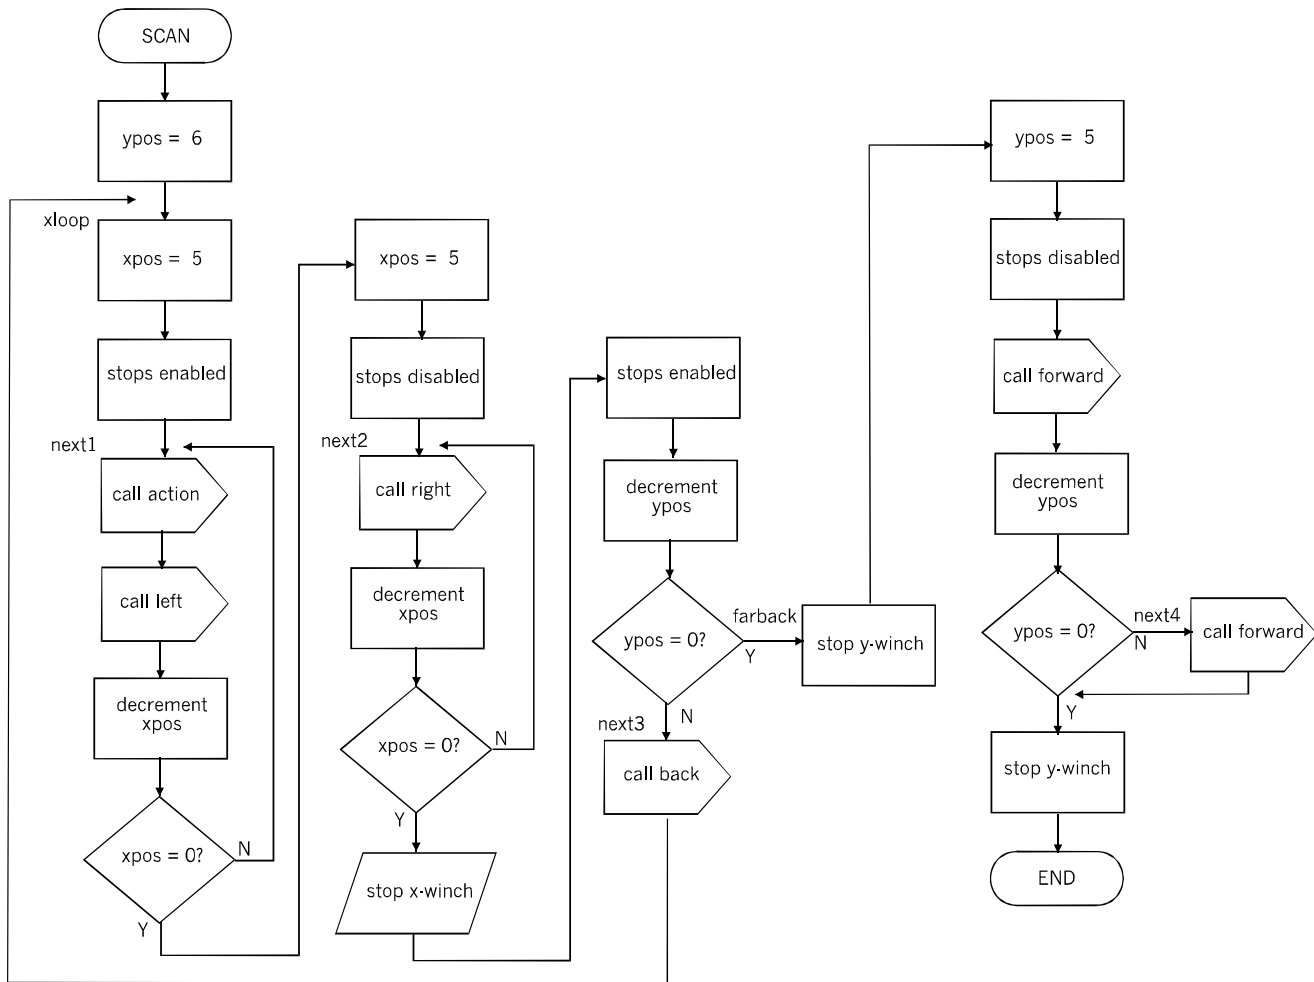 SCAN
ypos = 6
xloop
xpos = 5
stops enabled
next1
call action
call left
decrement
xpos
xpos = 0?
N
Y
xpos = 5
stops disabled
next2
call right
decrement
xpos
xpos = 0?
N
Y
stop x-winch
stops enabled
decrement
ypos
ypos = 0?
farback
Y
N
next3
call back
stop y-winch
ypos = 5
stops disabled
call forward
decrement
ypos
ypos = 0?
next4
N
call forward
Y
stop y-winch
END